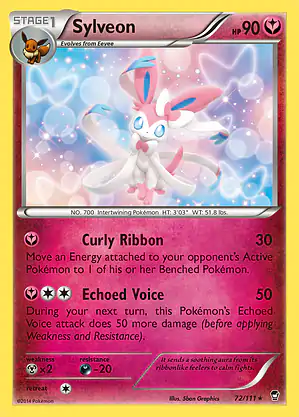 STAGE1
Sylveon
HP90
Evolves from Eevee
NO. 700 Intertwining Pokémon HT: 3'03" WT: 51.8 lbs.
Curly Ribbon 30
Move an Energy attached to your opponent's Active
Pokémon to 1 of his or her Benched Pokémon.
Echoed Voice 50
During your next turn, this Pokémon's Echoed
Voice attack does 50 more damage (before applying
Weakness and Resistance).
weakness
×2
resistance
-20
retreat
It sends a soothing aura from its
ribbonlike feelers to calm fights.
Illus. 5ban Graphics
72/111
©2014 Pokémon